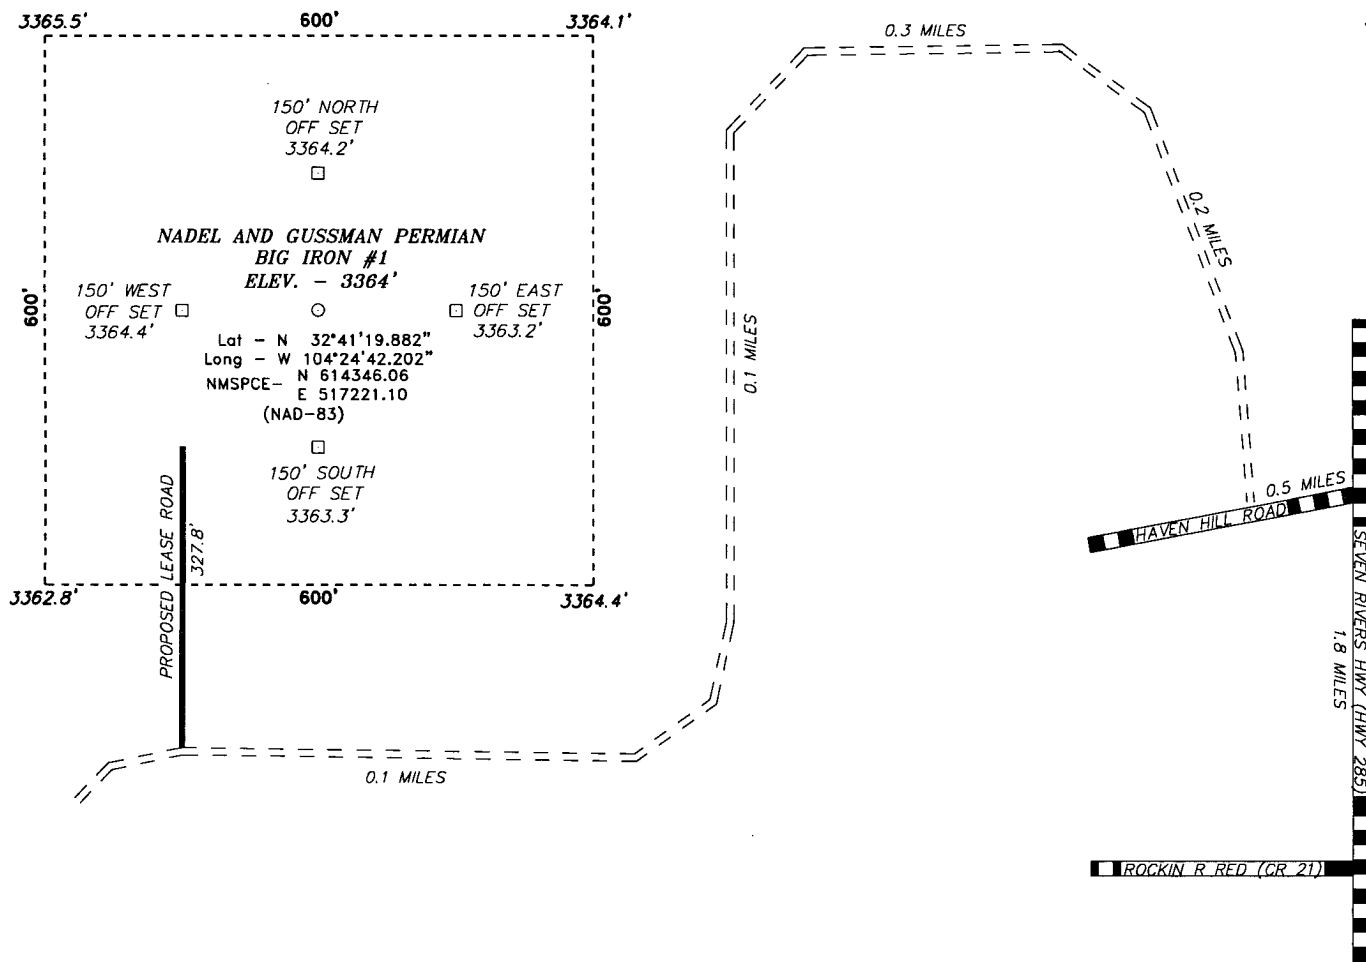 3365.5'
600'
3364.1'
150' NORTH
OFF SET
3364.2'
NADEL AND GUSSMAN PERMIAN
BIG IRON #1
ELEV. - 3364'
600'
150' WEST
OFF SET
3364.4'
150' EAST
OFF SET
3363.2'
600'
Lat - N 32°41'19.882"
Long - W 104°24'42.202"
NMSPCE- N 614346.06
E 517221.10
(NAD-83)
150' SOUTH
OFF SET
3363.3'
PROPOSED LEASE ROAD
327.8'
3362.8'
600'
3364.4'
0.1 MILES
0.1 MILES
0.3 MILES
0.2 MILES
0.5 MILES
HAVEN HILL ROAD
SEVEN RIVERS HWY (HWY 285)
1.8 MILES
ROCKIN R RED (CR 21)